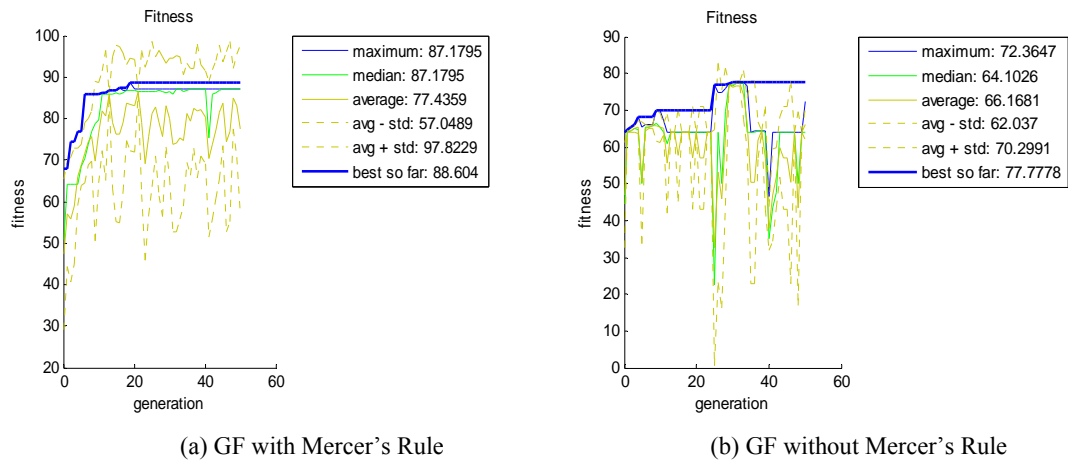 Fitness
100
90
80
70
60
50
40
30
20
fitness
0
20
40
60
generation
maximum: 87.1795
median: 87.1795
average: 77.4359
avg - std: 57.0489
avg + std: 97.8229
best so far: 88.604
(a) GF with Mercer's Rule
Fitness
90
80
70
60
50
40
30
20
10
0
fitness
0
20
40
60
generation
maximum: 72.3647
median: 64.1026
average: 66.1681
avg - std: 62.037
avg + std: 70.2991
best so far: 77.7778
(b) GF without Mercer's Rule